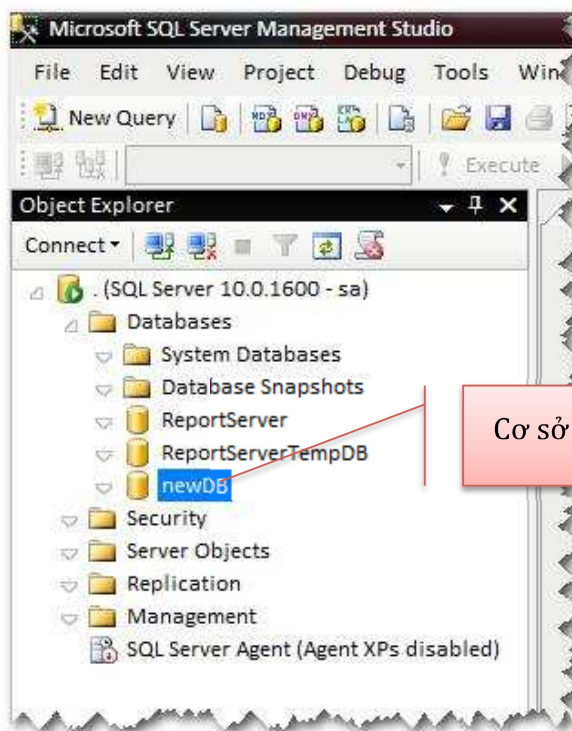 Microsoft SQL Server Management Studio
File Edit View Project Debug Tools
New Query
Execute
Object Explorer
Connect
. (SQL Server 10.0.1600 - sa)
Databases
System Databases
Database Snapshots
ReportServer
ReportServerTempDB
newDB
Cơ sở
Security
Server Objects
Replication
Management
SQL Server Agent (Agent XPs disabled)